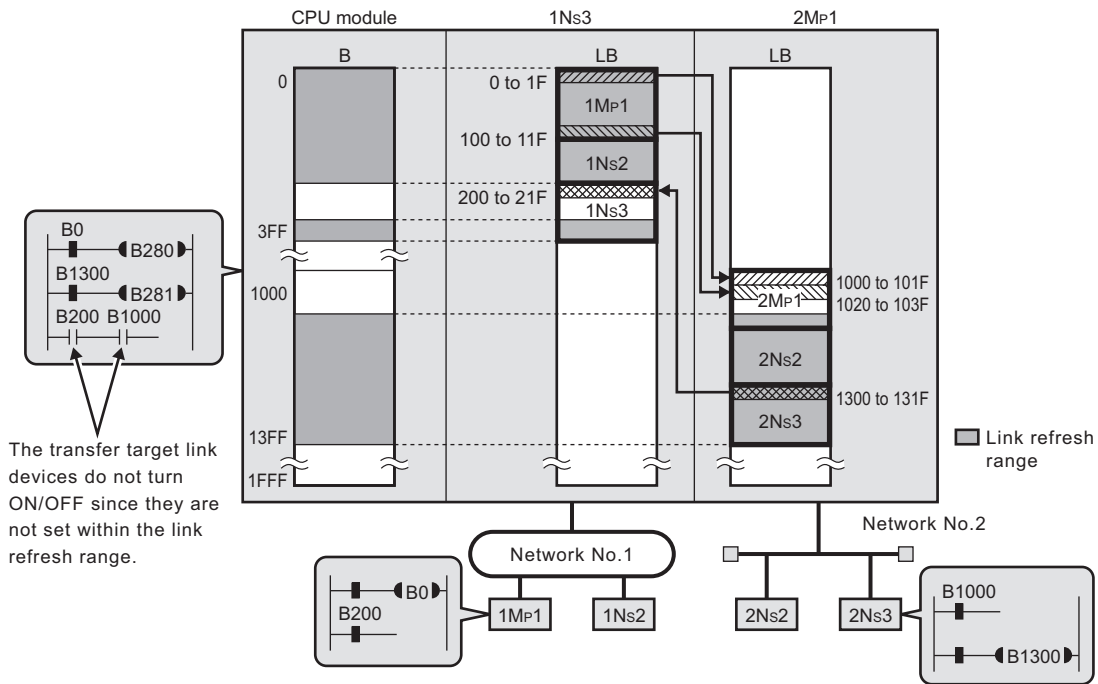 CPU module
1Ns3
2Mp1
B
LB
LB
0
0 to 1F
1Mp1
100 to 11F
1Ns2
200 to 21F
1Ns3
3FF
B0
B280
B1300
B281
B200 B1000
1000
1000 to 101F
2Mp1
1020 to 103F
2Ns2
1300 to 131F
2Ns3
13FF
1FFF
Link refresh
range
The transfer target link
devices do not turn
ON/OFF since they are
not set within the link
refresh range.
Network No.1
Network No.2
B0
B200
1Mp1
1Ns2
2Ns2
2Ns3
B1000
B1300